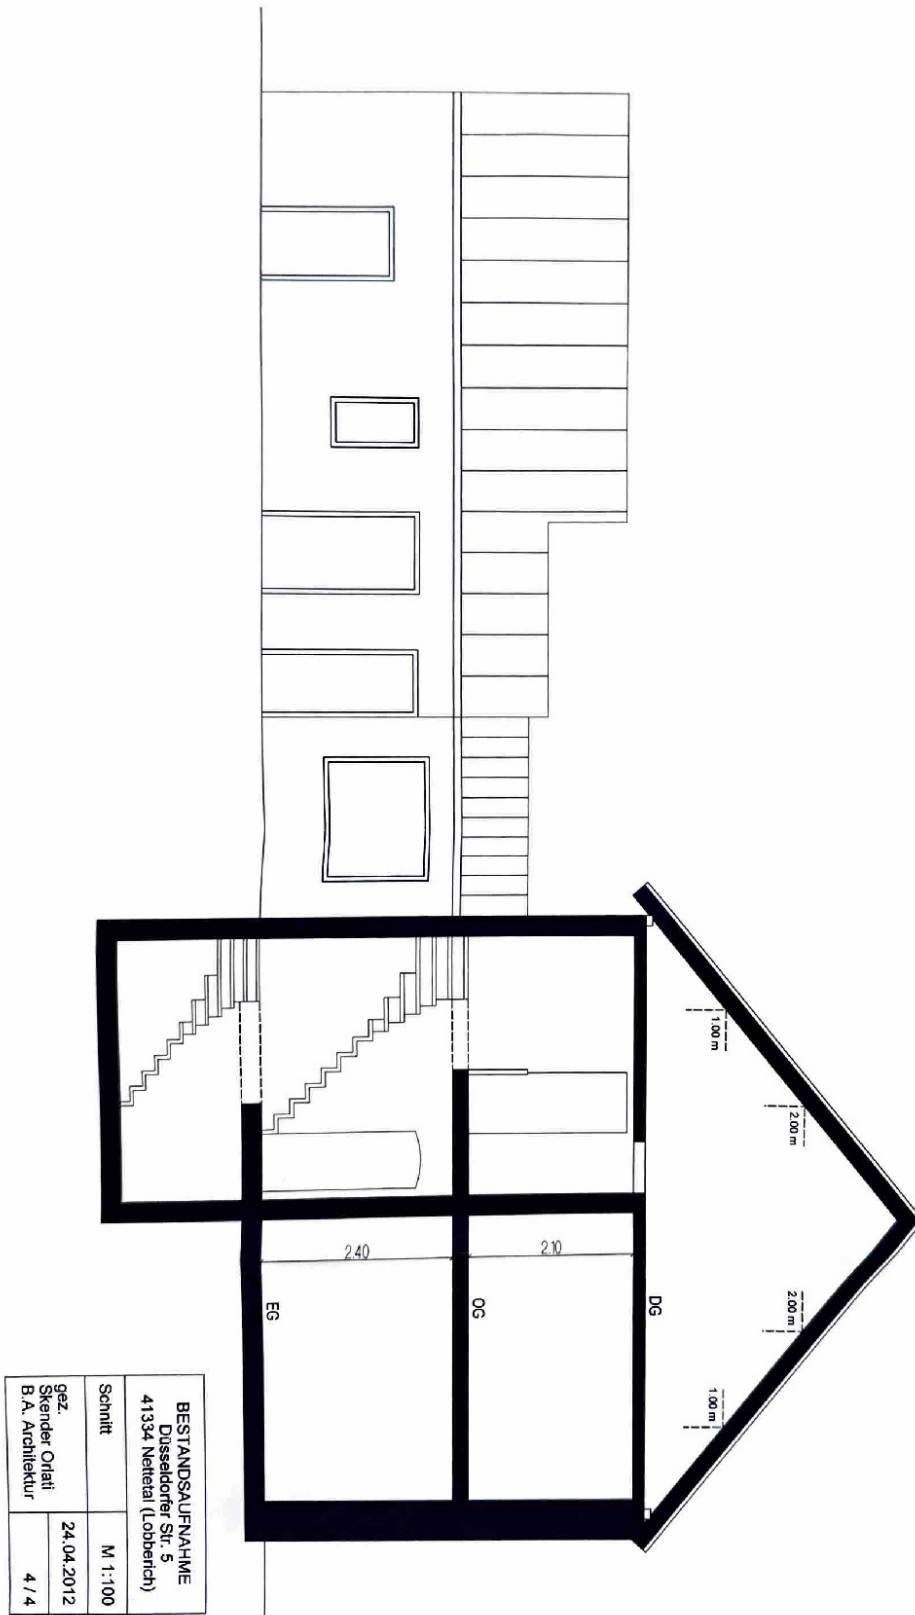 1.00 m
2.00 m
2.00 m
1.00 m
DG
2.10
OG
2.40
EG
BESTANDSAUFNAHME
Düsseldorfer Str. 5
41334 Nettetal (Lobberich)
Schnitt
M 1:100
gez.
Skender Orlati
B.A. Architektur
24.04.2012
4 / 4